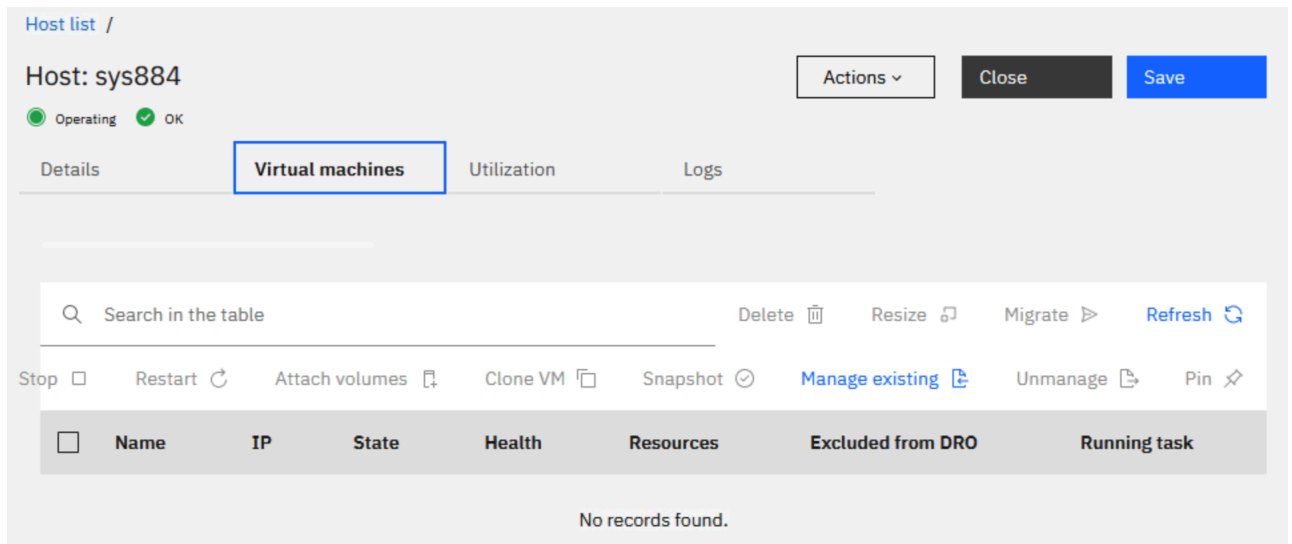 Host list /
Host: sys884
Actions Close Save
Operating OK
Details Virtual machines Utilization Logs
Search in the table Delete Resize Migrate Refresh
Stop Restart Attach volumes Clone VM Snapshot Manage existing Unmanage Pin
Name IP State Health Resources Excluded from DRO Running task
No records found.